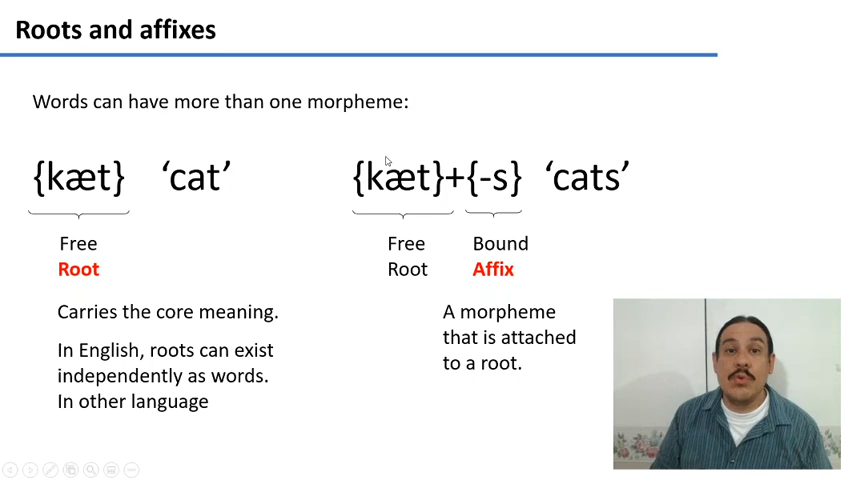 Roots and affixes
Words can have more than one morpheme:
{kæt} ‘cat’
{kæt}+{-s} ‘cats’
Free
Root
Free
Root
Bound
Affix
Carries the core meaning.
In English, roots can exist
independently as words.
In other language
A morpheme
that is attached
to a root.